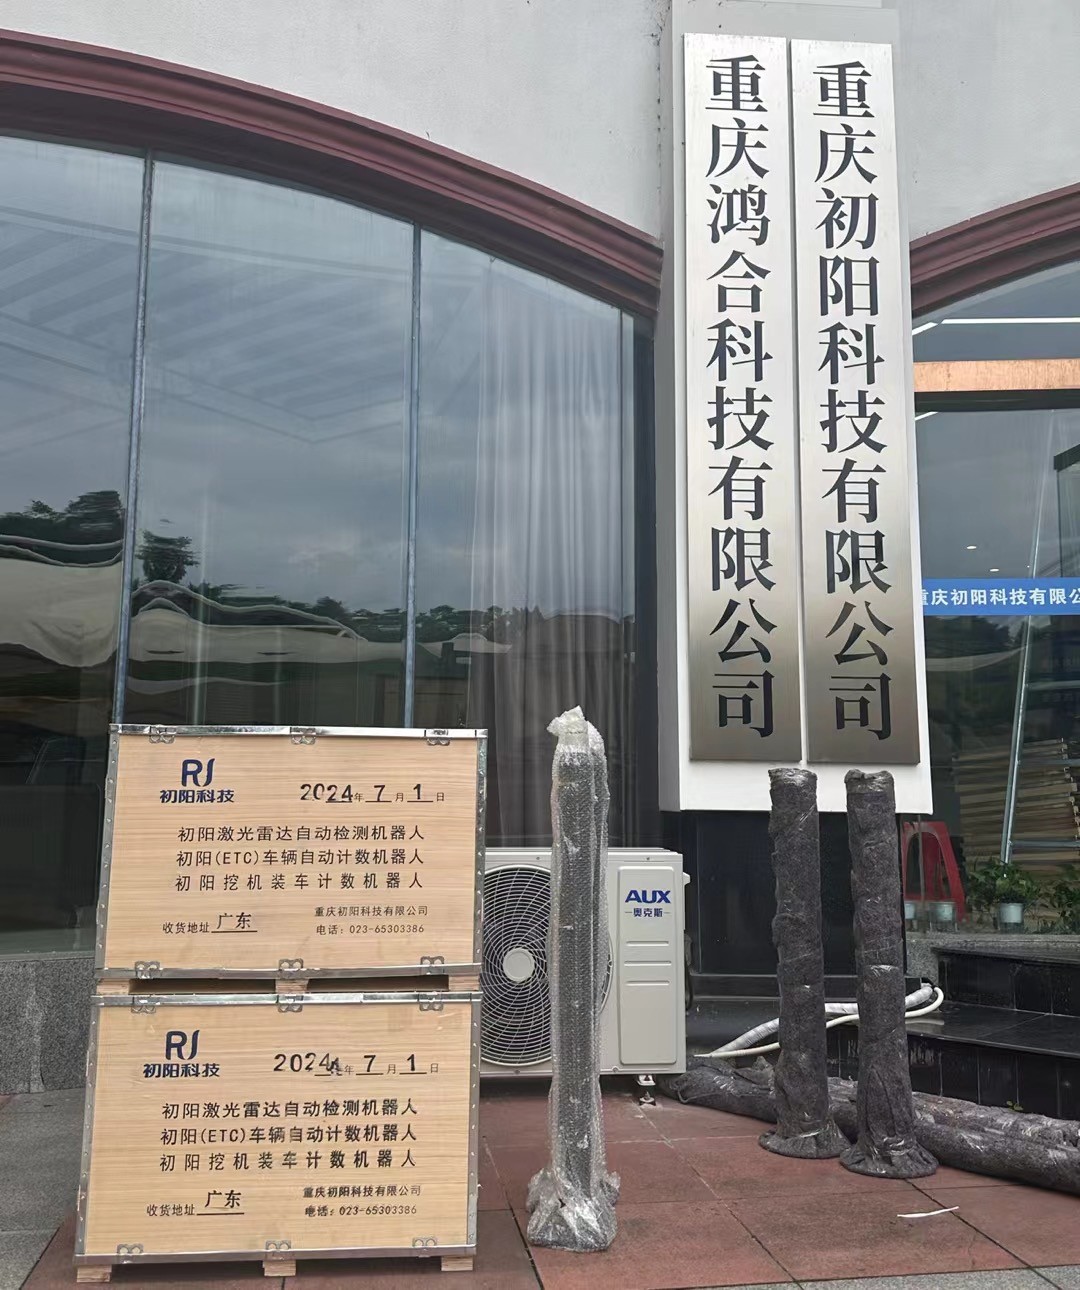 重庆鸿合科技有限公司
重庆初阳科技有限公司
重庆初阳科技有限公
RJ
初阳科技
2024年 7月 1日
初阳激光雷达自动检测机器人
初阳(ETC)车辆自动计数机器人
初阳挖机装车计数机器人
收货地址 广东
重庆初阳科技有限公司
电话：023-65303386
AUX
奥克斯
RJ
初阳科技
2024年 7月 1日
初阳激光雷达自动检测机器人
初阳(ETC)车辆自动计数机器人
初阳挖机装车计数机器人
收货地址 广东
重庆初阳科技有限公司
电话：023-65303386